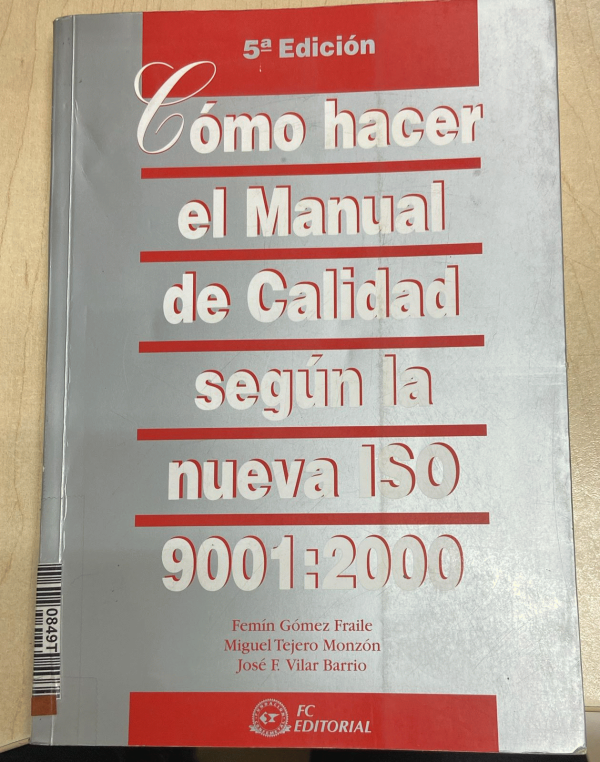 5ª Edición
Cómo hacer
el Manual
de Calidad
según la
nueva ISO
9001:2000
Femín Gómez Fraile
Miguel Tejero Monzón
José F. Vilar Barrio
FC
EDITORIAL
0849T